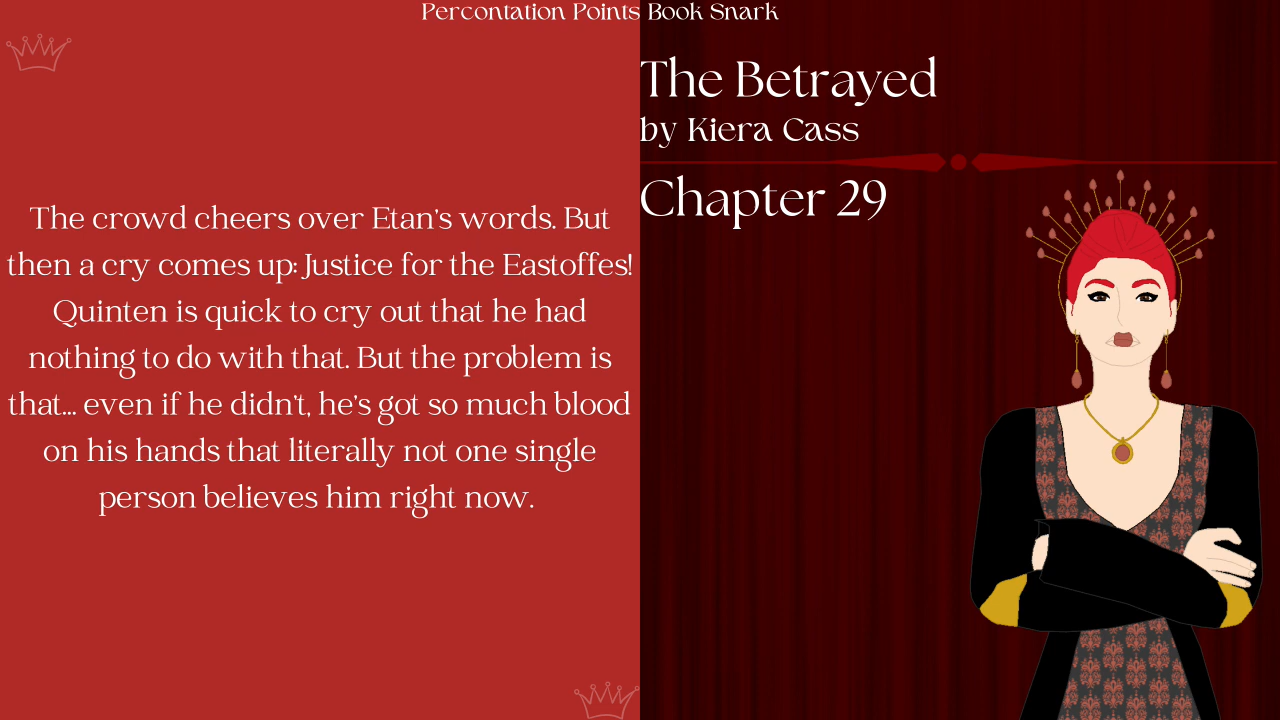 Percontation Points Book Snark
The Betrayed
by Kiera Cass
Chapter 29
The crowd cheers over Etan's words. But
then a cry comes up: Justice for the Eastoffes!
Quinten is quick to cry out that he had
nothing to do with that. But the problem is
that... even if he didn't, he's got so much blood
on his hands that literally not one single
person believes him right now.